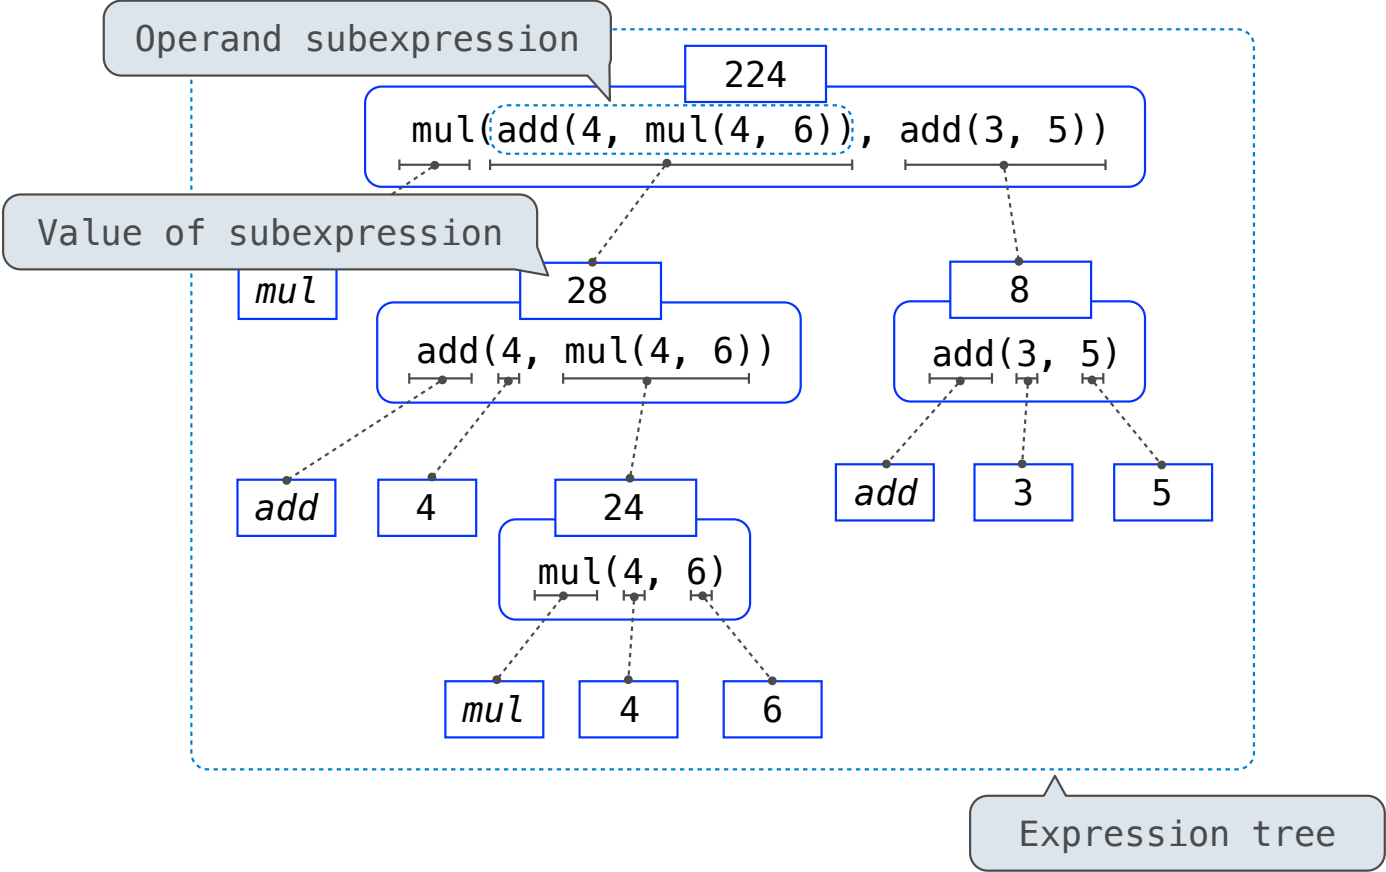 Operand subexpression
224
mul(add(4, mul(4, 6)), add(3, 5))
Value of subexpression
mul
28
8
add(4, mul(4, 6))
add(3, 5)
add
4
24
add
3
5
mul(4, 6)
mul
4
6
Expression tree